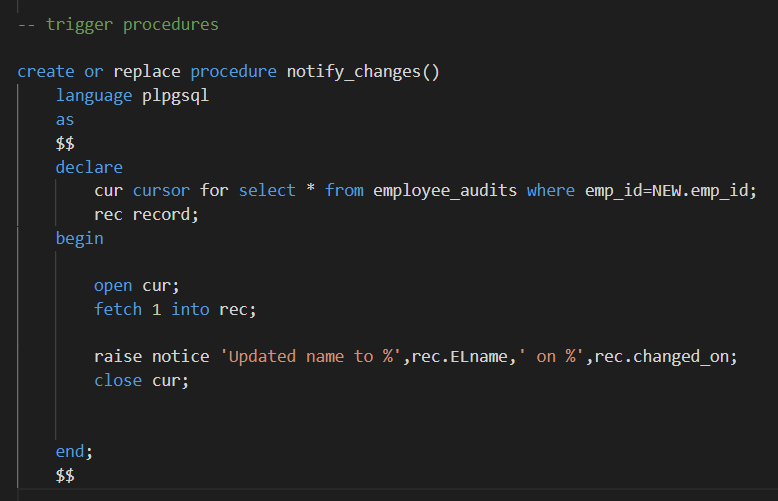 -- trigger procedures
create or replace procedure notify_changes()
language plpgsql
as
$$
declare
cur cursor for select * from employee_audits where emp_id=NEW.emp_id;
rec record;
begin
open cur;
fetch 1 into rec;
raise notice 'Updated name to %',rec.ELname,' on %',rec.changed_on;
close cur;
end;
$$